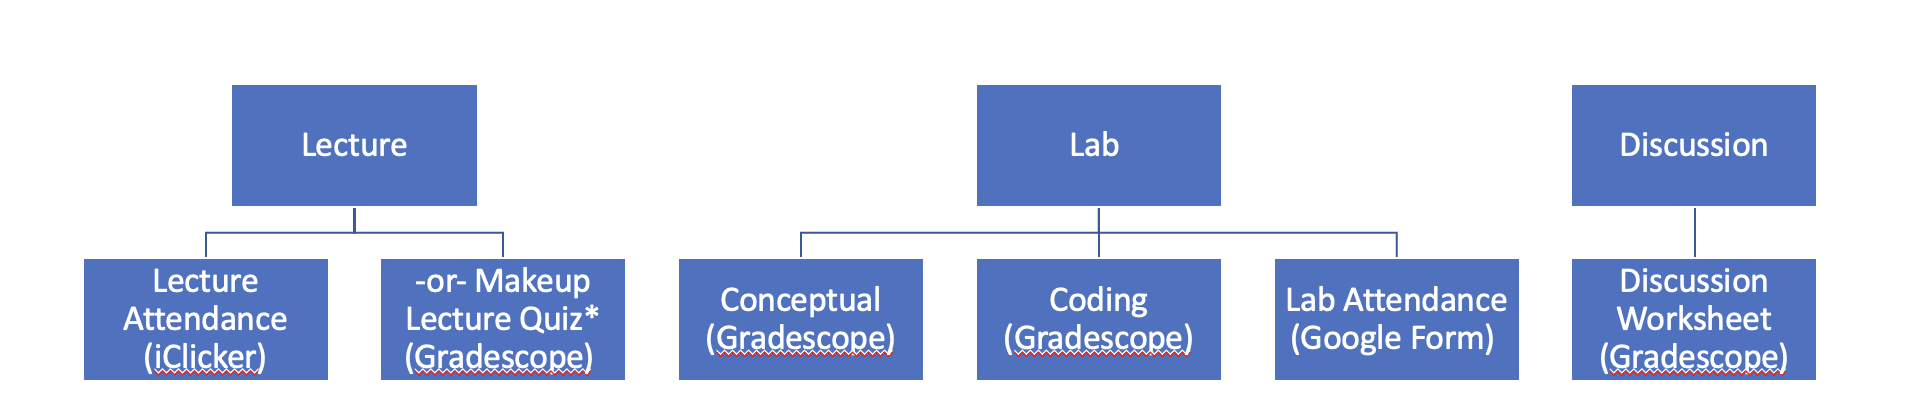 Lecture
Lab
Discussion
Lecture
Attendance
(iClicker)
-or- Makeup
Lecture Quiz*
(Gradescope)
Conceptual
(Gradescope)
Coding
(Gradescope)
Lab Attendance
(Google Form)
Discussion
Worksheet
(Gradescope)